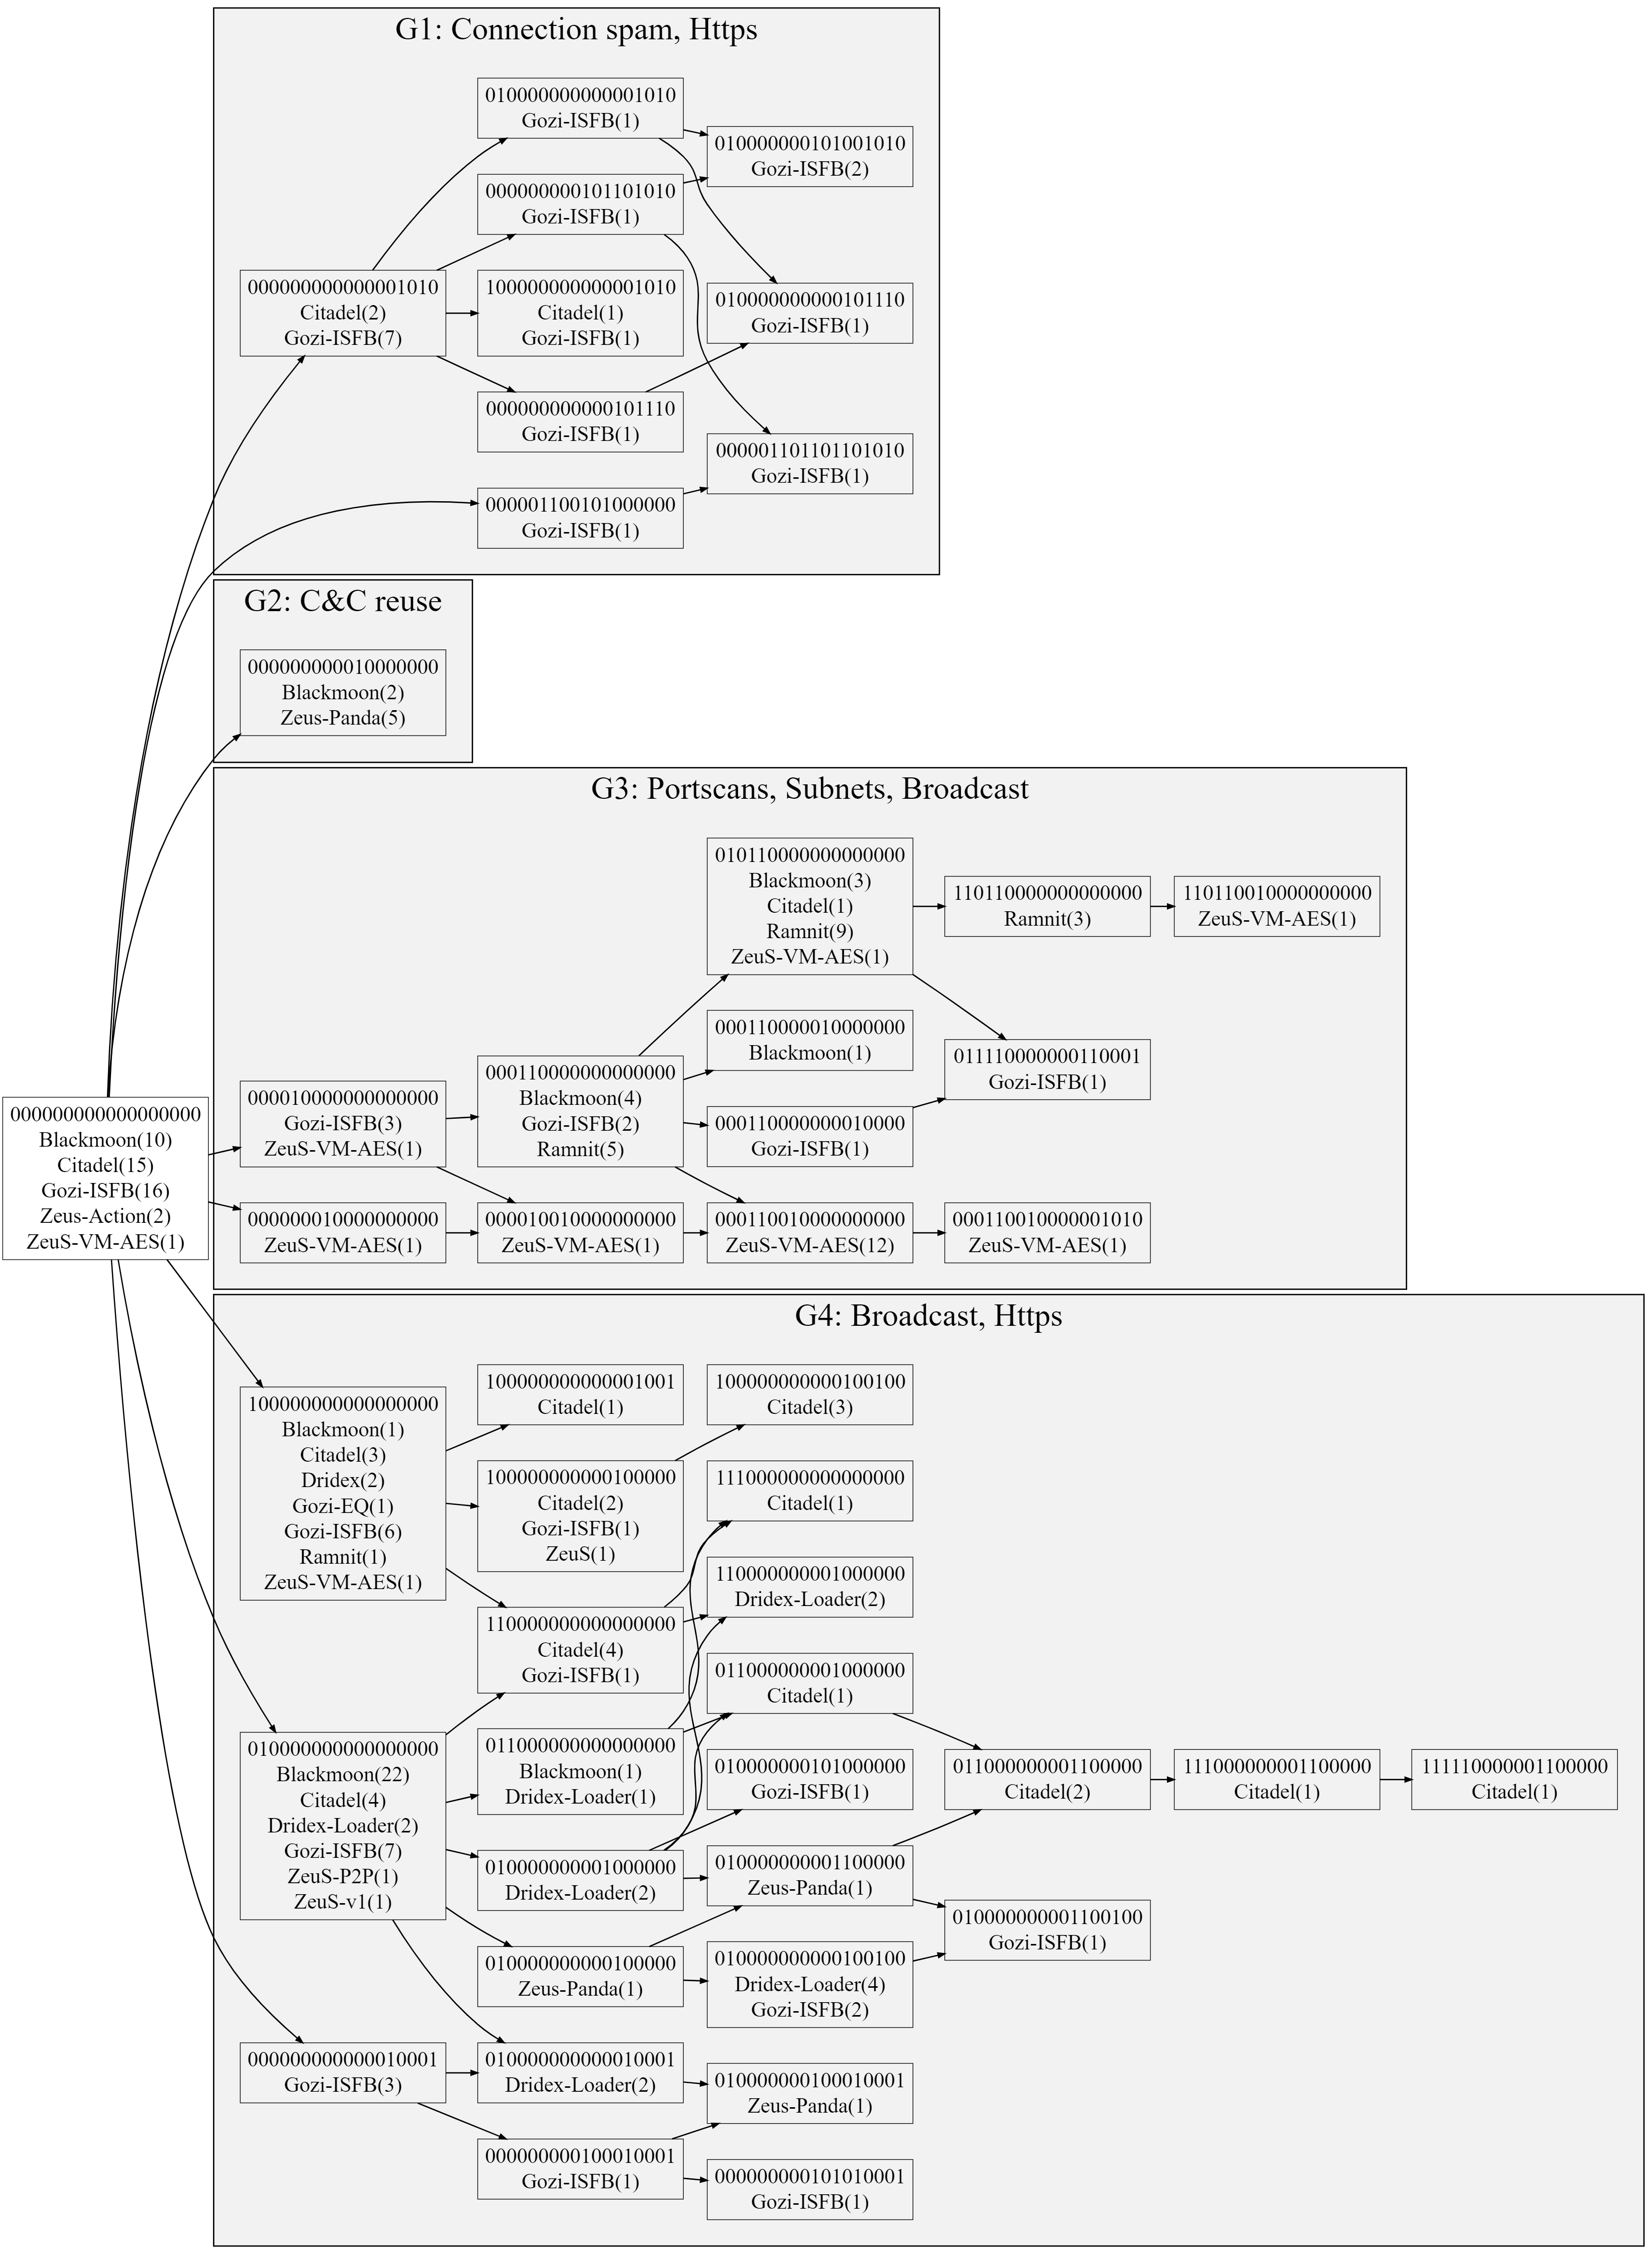 G1: Connection spam, Https
010000000000001010
Gozi-ISFB(1)
010000000101001010
Gozi-ISFB(2)
000000000101101010
Gozi-ISFB(1)
000000000000001010
Citadel(2)
Gozi-ISFB(7)
100000000000001010
Citadel(1)
Gozi-ISFB(1)
010000000000101110
Gozi-ISFB(1)
000000000000101110
Gozi-ISFB(1)
000001101101101010
Gozi-ISFB(1)
000001100101000000
Gozi-ISFB(1)
G2: C&C reuse
000000000010000000
Blackmoon(2)
Zeus-Panda(5)
G3: Portscans, Subnets, Broadcast
010110000000000000
Blackmoon(3)
Citadel(1)
Ramnit(9)
ZeuS-VM-AES(1)
110110000000000000
Ramnit(3)
110110010000000000
ZeuS-VM-AES(1)
000110000010000000
Blackmoon(1)
011110000000110001
Gozi-ISFB(1)
000110000000000000
Blackmoon(4)
Gozi-ISFB(2)
Ramnit(5)
000010000000000000
Gozi-ISFB(3)
ZeuS-VM-AES(1)
000110000000010000
Gozi-ISFB(1)
000000000000000000
Blackmoon(10)
Citadel(15)
Gozi-ISFB(16)
Zeus-Action(2)
ZeuS-VM-AES(1)
000000010000000000
ZeuS-VM-AES(1)
000010010000000000
ZeuS-VM-AES(1)
000110010000000000
ZeuS-VM-AES(12)
000110010000001010
ZeuS-VM-AES(1)
G4: Broadcast, Https
100000000000001001
Citadel(1)
100000000000100100
Citadel(3)
100000000000000000
Blackmoon(1)
Citadel(3)
Dridex(2)
Gozi-EQ(1)
Gozi-ISFB(6)
Ramnit(1)
ZeuS-VM-AES(1)
100000000000100000
Citadel(2)
Gozi-ISFB(1)
ZeuS(1)
111000000000000000
Citadel(1)
110000000001000000
Dridex-Loader(2)
110000000000000000
Citadel(4)
Gozi-ISFB(1)
011000000001000000
Citadel(1)
010000000000000000
Blackmoon(22)
Citadel(4)
Dridex-Loader(2)
Gozi-ISFB(7)
ZeuS-P2P(1)
ZeuS-v1(1)
011000000000000000
Blackmoon(1)
Dridex-Loader(1)
010000000101000000
Gozi-ISFB(1)
011000000001100000
Citadel(2)
111000000001100000
Citadel(1)
111110000001100000
Citadel(1)
010000000001000000
Dridex-Loader(2)
010000000001100000
Zeus-Panda(1)
010000000001100100
Gozi-ISFB(1)
010000000000100000
Zeus-Panda(1)
010000000000100100
Dridex-Loader(4)
Gozi-ISFB(2)
000000000000010001
Gozi-ISFB(3)
010000000000010001
Dridex-Loader(2)
010000000100010001
Zeus-Panda(1)
000000000100010001
Gozi-ISFB(1)
000000000101010001
Gozi-ISFB(1)